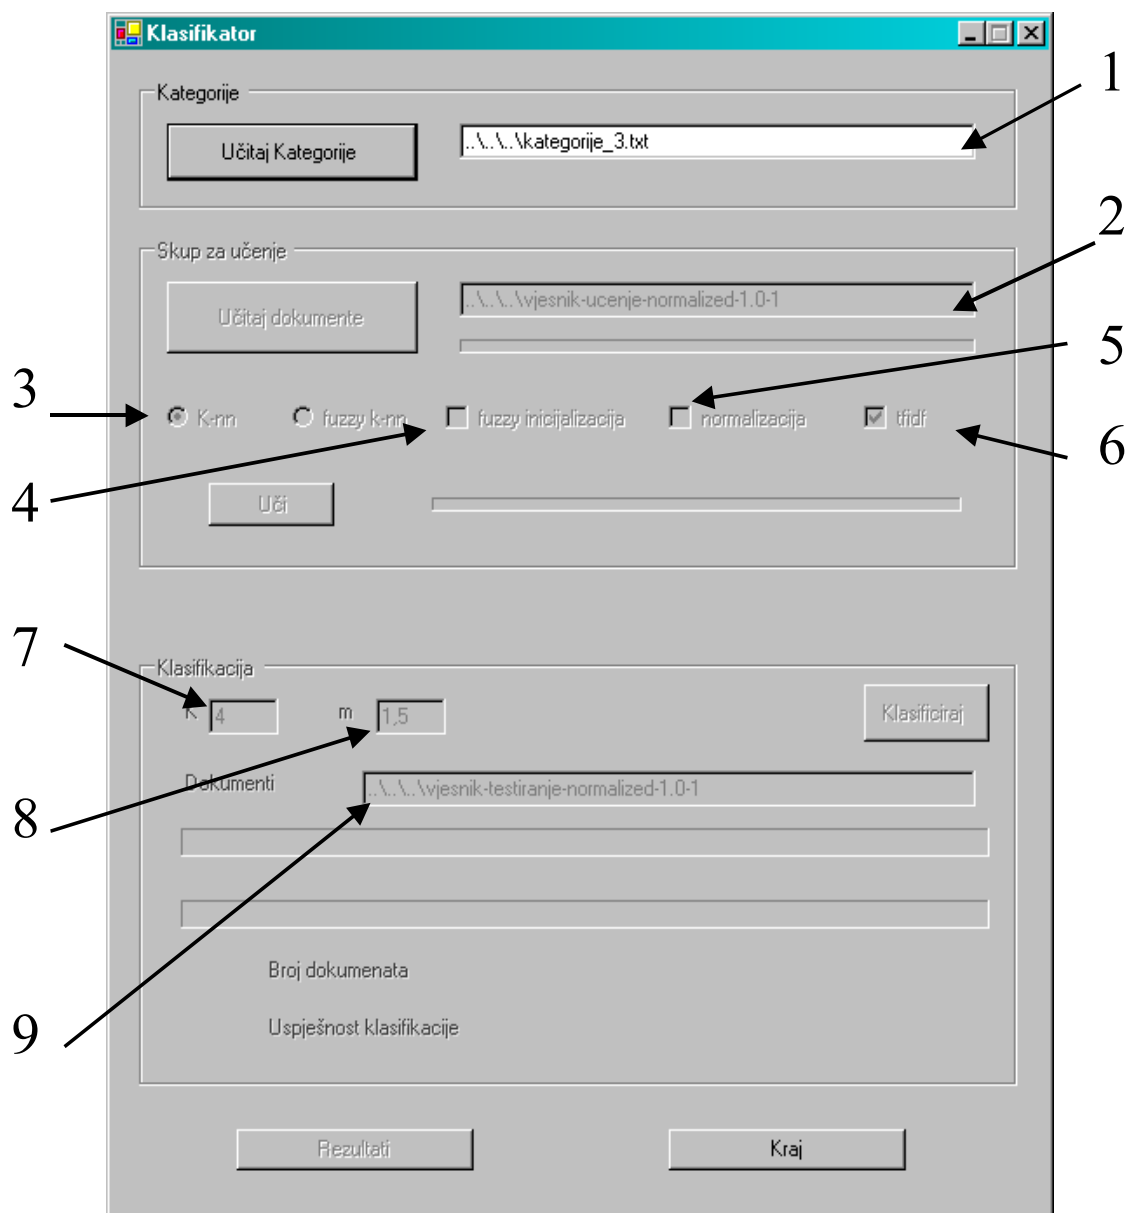 Klasifikator
1
Kategorije
Učitaj Kategorije
..\..\..\kategorije_3.txt
2
Skup za učenje
Učitaj dokumente
..\..\..\vjesnik-ucenje-normalized-1.0-1
5
3
K-nn
fuzzy k-nn
fuzzy inicijalizacija
normalizacija
tfidf
6
4
Uči
7
Klasifikacija
K
4
m
1,5
Klasificiraj
Dokumenti
..\..\..\vjesnik-testiranje-normalized-1.0-1
8
Broj dokumenata
9
Uspješnost klasifikacije
Rezultati
Kraj